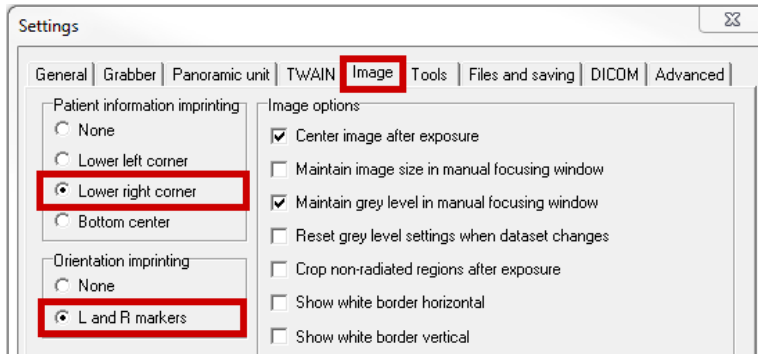 Settings
General Grabber Panoramic unit TWAIN Image Tools Files and saving DICOM Advanced
Patient information imprinting
None
Lower left corner
Lower right corner
Bottom center
Orientation imprinting
None
L and R markers
Image options
Center image after exposure
Maintain image size in manual focusing window
Maintain grey level in manual focusing window
Reset grey level settings when dataset changes
Crop non-radiated regions after exposure
Show white border horizontal
Show white border vertical